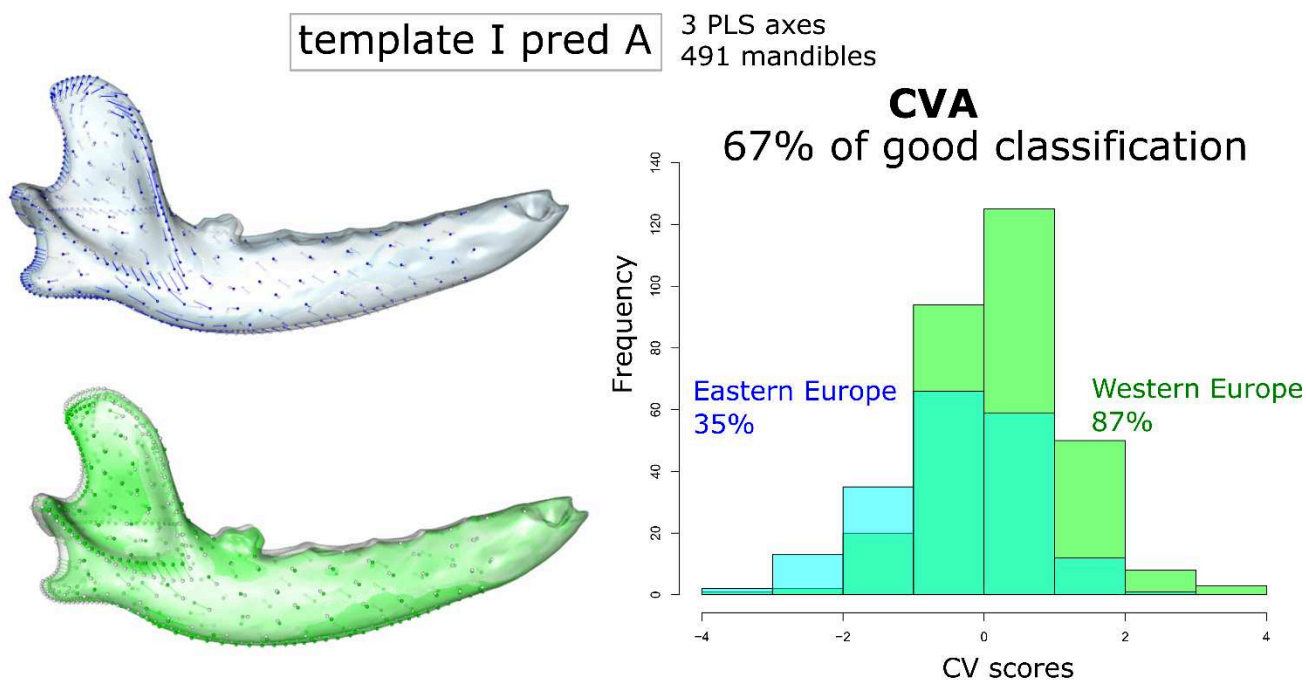 template I pred A
3 PLS axes
491 mandibles
CVA
67% of good classification
140
120
100
80
60
40
20
0
Frequency
Eastern Europe
35%
Western Europe
87%
−4
−2
0
2
4
CV scores